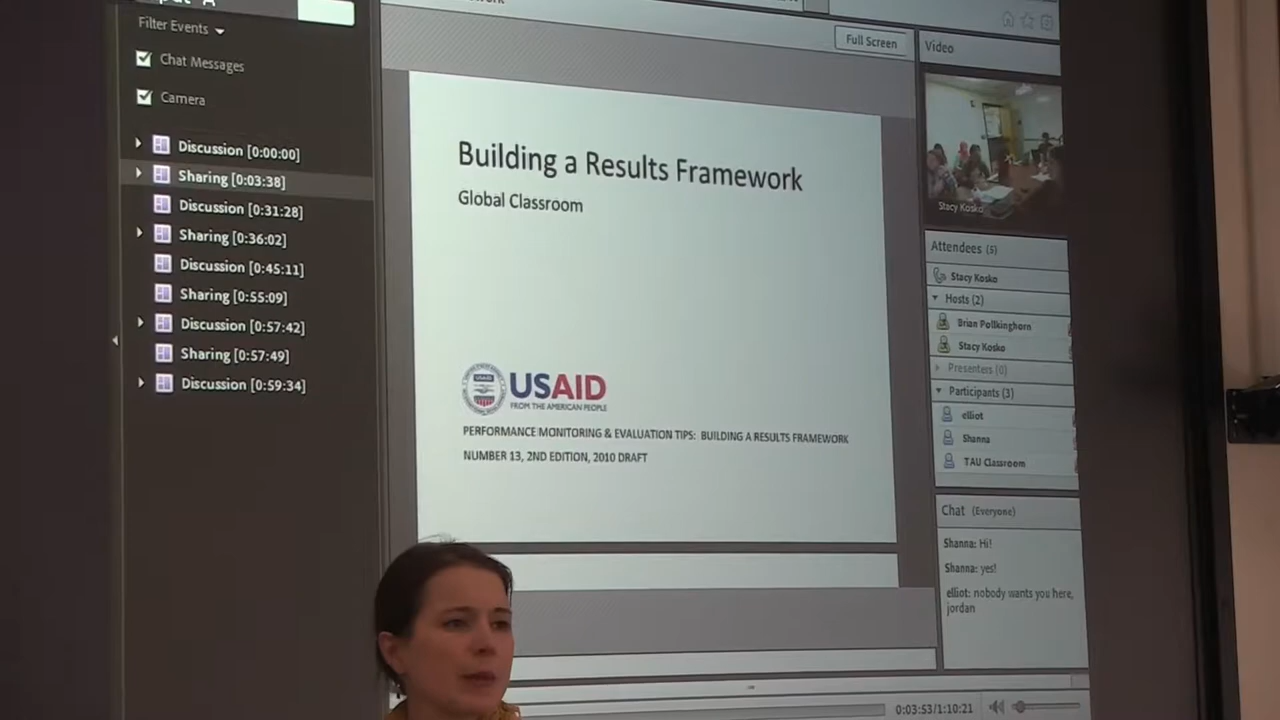 Filter Events
Chat Messages
Camera
Discussion [0:00:00]
Sharing [0:03:38]
Discussion [0:31:28]
Sharing [0:36:02]
Discussion [0:45:11]
Sharing [0:55:09]
Discussion [0:57:42]
Sharing [0:57:49]
Discussion [0:59:34]
Full Screen
Building a Results Framework
Global Classroom
USAID
USAID
FROM THE AMERICAN PEOPLE
PERFORMANCE MONITORING & EVALUATION TIPS: BUILDING A RESULTS FRAMEWORK
NUMBER 13, 2ND EDITION, 2010 DRAFT
Video
Stacy Kosko
Attendees (5)
Stacy Kosko
Hosts (2)
Brian Pollkinghorn
Stacy Kosko
Presenters (0)
Participants (3)
elliot
Shanna
TAU Classroom
Chat (Everyone)
Shanna: Hi!
Shanna: yes!
elliot: nobody wants you here,
jordan
0:03:53/1:10:21